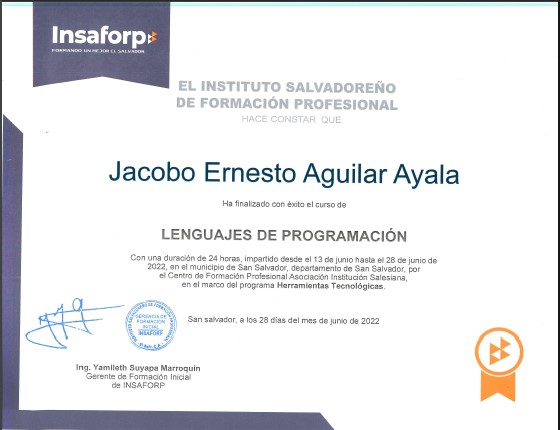 Insaforp
FORMANDO UN MEJOR EL SALVADOR
EL INSTITUTO SALVADOREÑO
DE FORMACIÓN PROFESIONAL
HACE CONSTAR QUE
Jacobo Ernesto Aguilar Ayala
Ha finalizado con éxito el curso de
LENGUAJES DE PROGRAMACIÓN
Con una duración de 24 horas, impartido desde el 13 de junio hasta el 28 de junio de
2022, en el municipio de San Salvador, departamento de San Salvador, por
el Centro de Formación Profesional Asociación Institución Salesiana,
en el marco del programa Herramientas Tecnológicas.
San salvador, a los 28 días del mes de junio de 2022
GERENCIA DE
FORMACIÓN
INICIAL
INSAFORP
Ing. Yamileth Suyapa Marroquín
Gerente de Formación Inicial
de INSAFORP